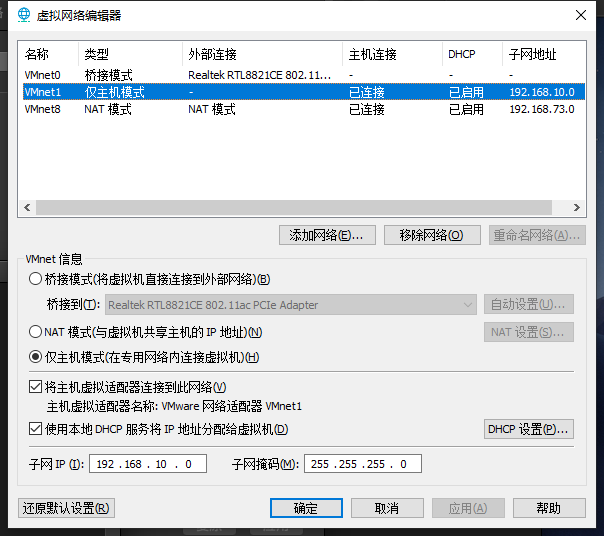 虚拟网络编辑器
名称 类型 外部连接 主机连接 DHCP 子网地址
VMnet0 桥接模式 Realtek RTL8821CE 802.11... - - -
VMnet1 仅主机模式 - 已连接 已启用 192.168.10.0
VMnet8 NAT 模式 NAT 模式 已连接 已启用 192.168.73.0
添加网络(E)... 移除网络(O) 重命名网络(A)...
VMnet 信息
桥接模式(将虚拟机直接连接到外部网络)(B)
桥接到(T): Realtek RTL8821CE 802.11ac PCIe Adapter 自动设置(U)...
NAT 模式(与虚拟机共享主机的 IP 地址)(N) NAT 设置(S)...
仅主机模式(在专用网络内连接虚拟机)(H)
将主机虚拟适配器连接到此网络(V)
主机虚拟适配器名称: VMware 网络适配器 VMnet1
使用本地 DHCP 服务将 IP 地址分配给虚拟机(D) DHCP 设置(P)...
子网 IP (I): 192 . 168 . 10 . 0 子网掩码(M): 255 . 255 . 255 . 0
还原默认设置(R) 确定 取消 应用(A) 帮助